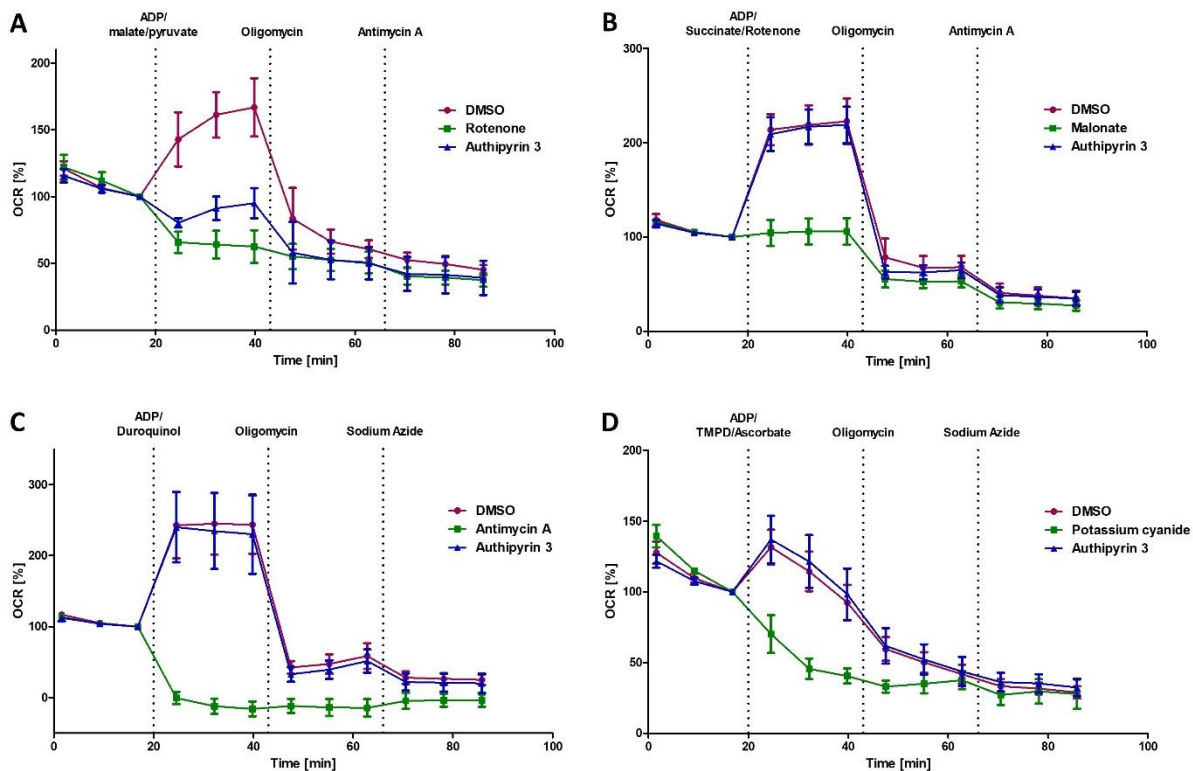 A
ADP/
malate/pyruvate Oligomycin Antimycin A
200
150
100
50
0
OCR [%]
DMSO
Rotenone
Authipyrin 3
0 20 40 60 80 100
Time [min]
B
ADP/
Succinate/Rotenone Oligomycin Antimycin A
300
200
100
0
OCR [%]
DMSO
Malonate
Authipyrin 3
0 20 40 60 80 100
Time [min]
C
ADP/
Duroquinol Oligomycin Sodium Azide
300
200
100
0
OCR [%]
DMSO
Antimycin A
Authipyrin 3
0 20 40 60 80 100
Time [min]
D
ADP/
TMPD/Ascorbate Oligomycin Sodium Azide
200
150
100
50
0
OCR [%]
DMSO
Potassium cyanide
Authipyrin 3
0 20 40 60 80 100
Time [min]